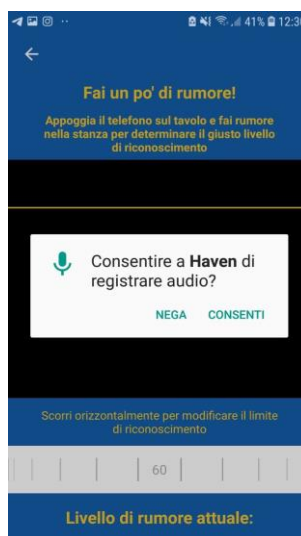 41% 12:30
Fai un po' di rumore!
Appoggia il telefono sul tavolo e fai rumore
nella stanza per determinare il giusto livello
di riconoscimento
Consentire a Haven di
registrare audio?
NEGA CONSENTI
Scorri orizzontalmente per modificare il limite
di riconoscimento
60
Livello di rumore attuale: